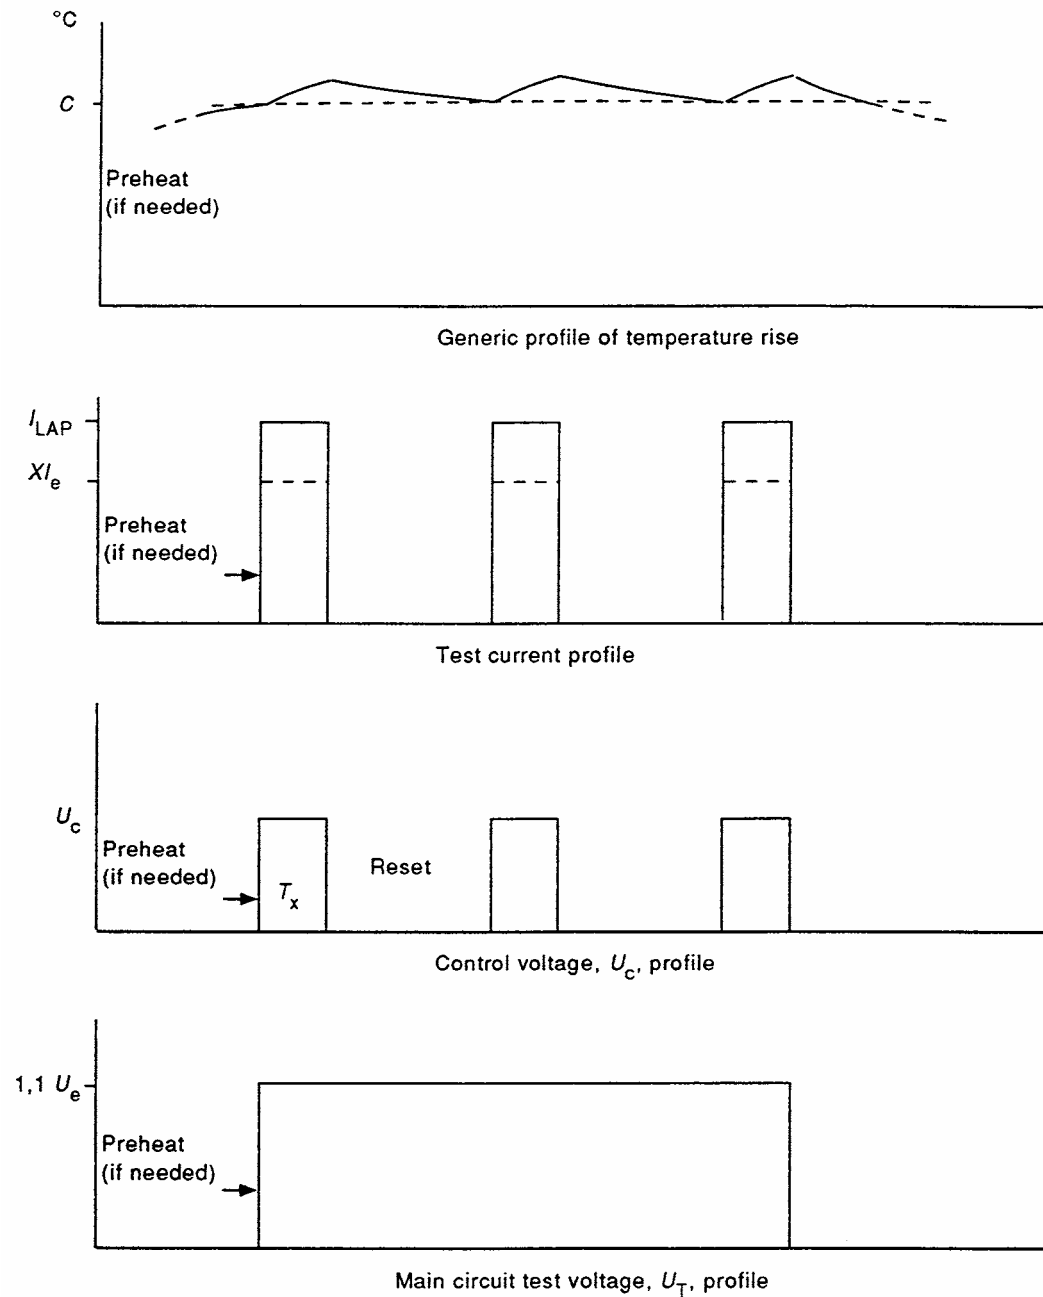 °C
C
Preheat
(if needed)
Generic profile of temperature rise
I_LAP
XI_e
Preheat
(if needed)
Test current profile
U_c
Preheat
(if needed)
T_x
Reset
Control voltage, U_c, profile
1,1 U_e
Preheat
(if needed)
Main circuit test voltage, U_T, profile